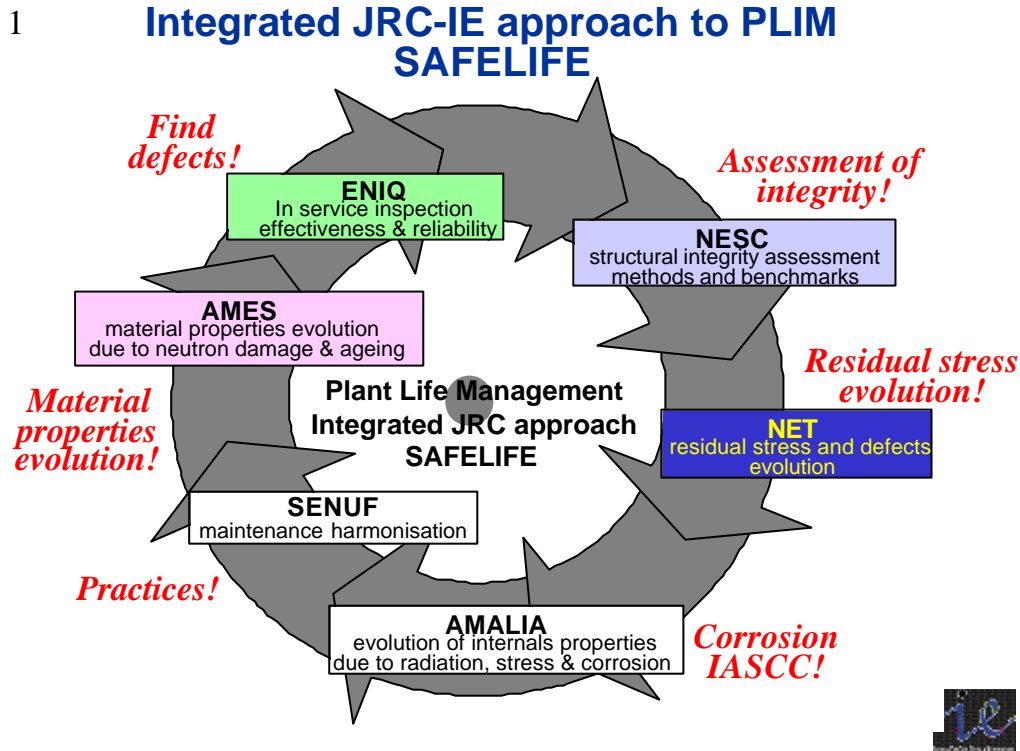 1
Integrated JRC-IE approach to PLIM
SAFELIFE
Find
defects!
ENIQ
In service inspection
effectiveness & reliability
Assessment of
integrity!
NESC
structural integrity assessment
methods and benchmarks
AMES
material properties evolution
due to neutron damage & ageing
Residual stress
evolution!
NET
residual stress and defects
evolution
Plant Life Management
Integrated JRC approach
SAFELIFE
Material
properties
evolution!
SENUF
maintenance harmonisation
Practices!
AMALIA
evolution of internals properties
due to radiation, stress & corrosion
Corrosion
IASCC!
ie